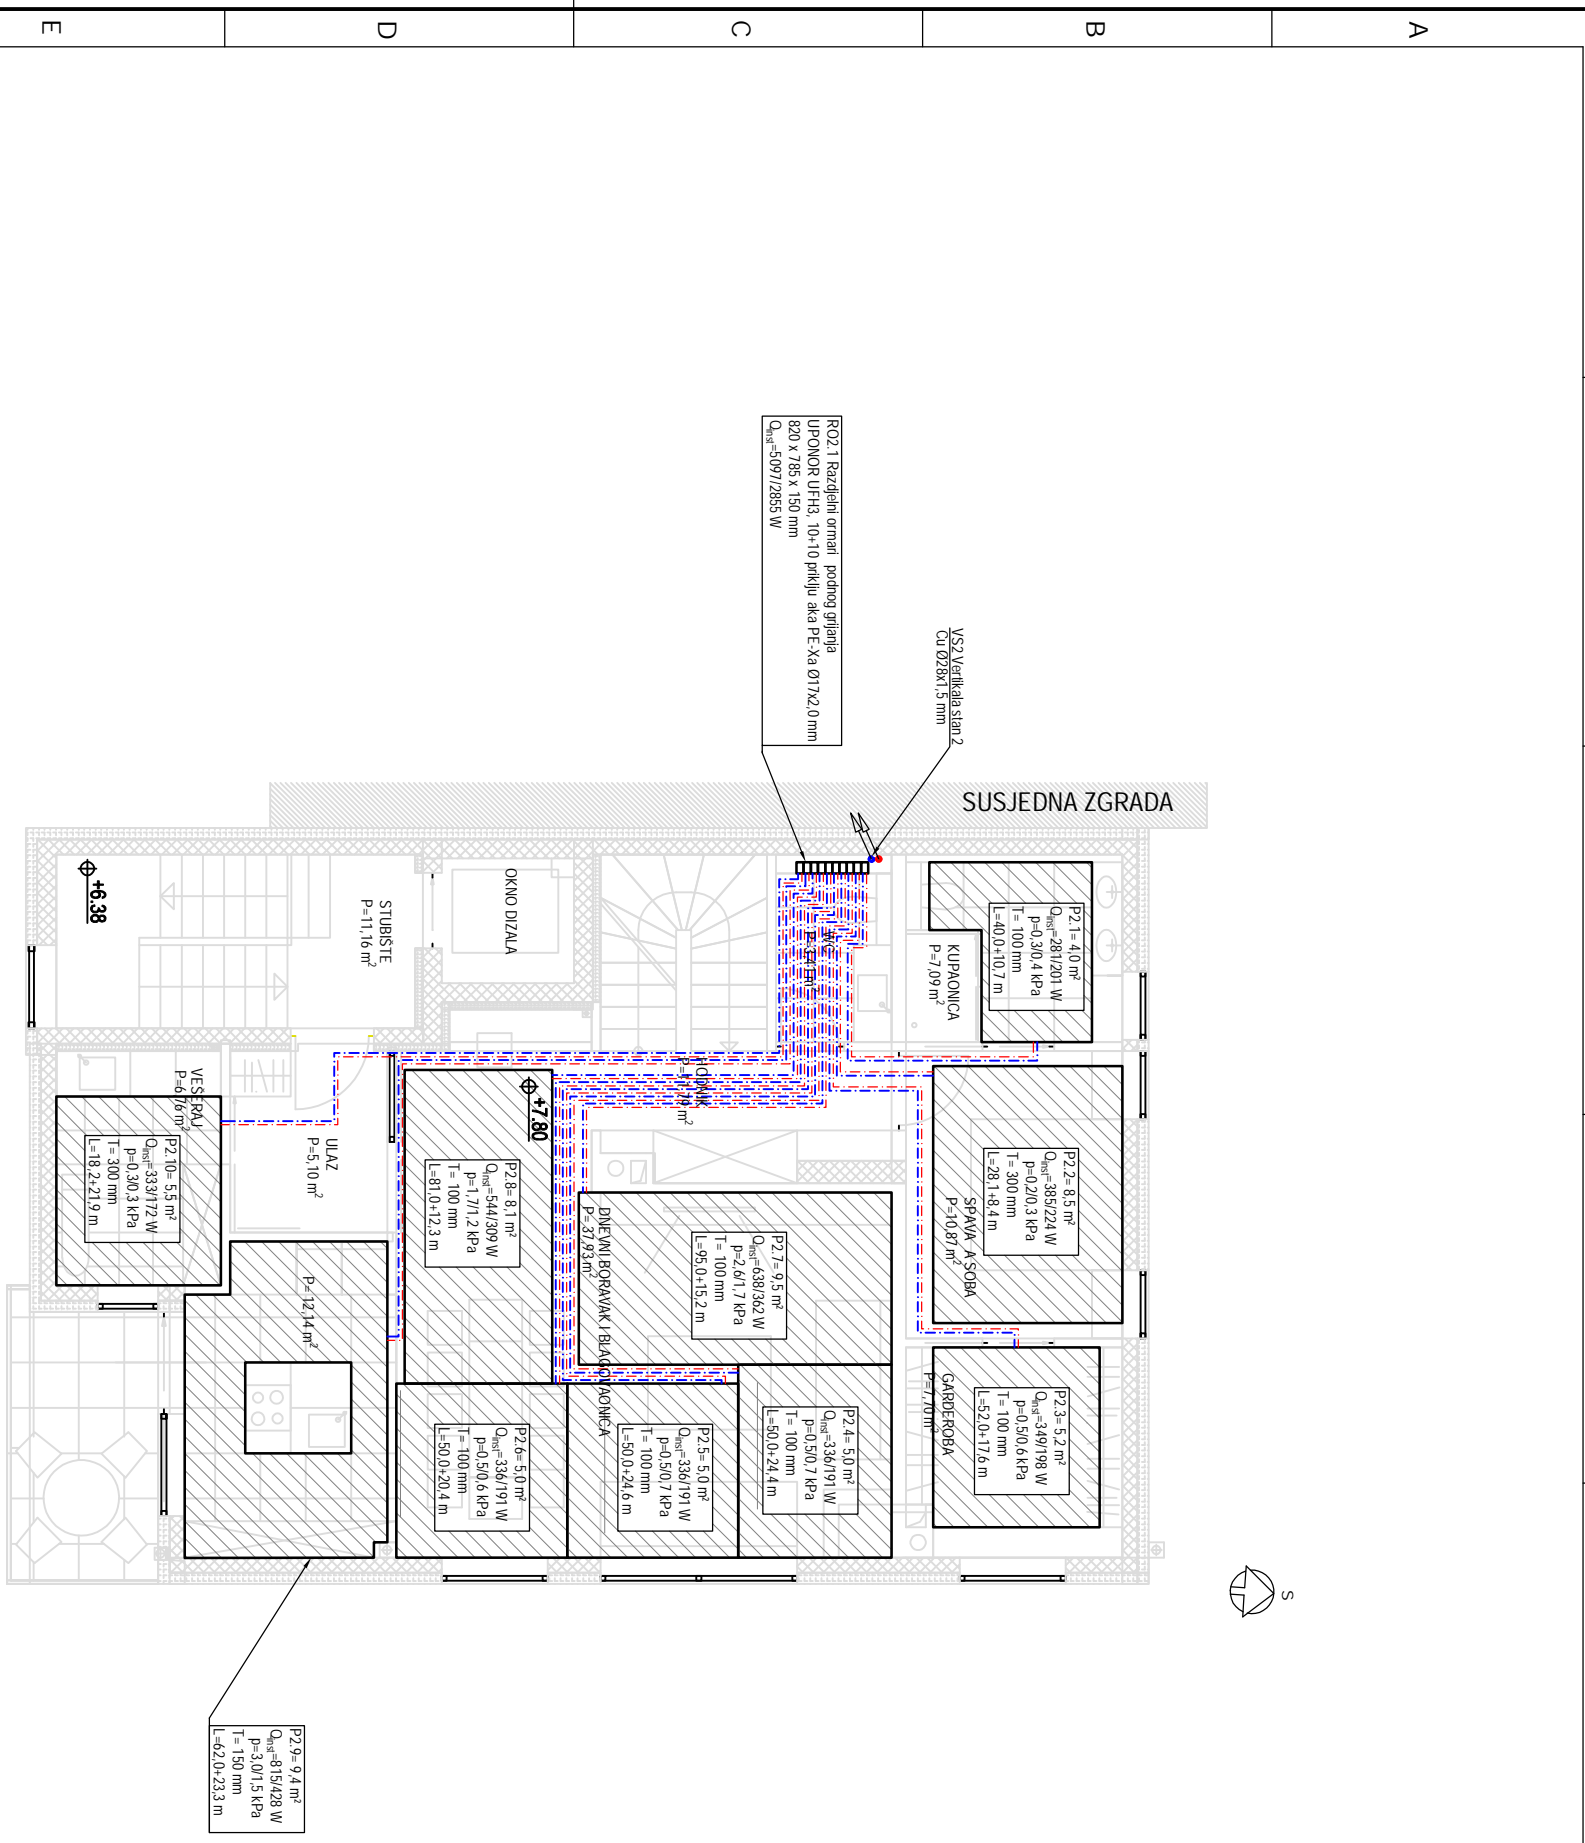 A
B
C
D
E
RO2.1 Razdjelni ormari podnog grijanja
UPONOR UFH3, 10+10 priklju aka PE-Xa Ø17x2,0 mm
820 x 785 x 150 mm
Qinst=5097/2855 W
VS2 Vertikala stan 2
Cu Ø28x1,5 mm
SUSJEDNA ZGRADA
+6.38
STUBIŠTE
P=11,16 m²
OKNO DIZALA
WC
KUPAONICA
P=7,09 m²
P2.1= 4,0 m²
Qinst=281/201 W
p=0,3/0,4 kPa
T= 100 mm
L=40,0+10,7 m
HODNIK
+7.80
P2.2= 8,5 m²
Qinst=385/224 W
p=0,2/0,3 kPa
T= 300 mm
L=28,1+8,4 m
SPAVA A SOBA
P=10,87 m²
VEŠERAJ
P=6,76 m²
P2.10= 5,5 m²
Qinst=333/172 W
p=0,3/0,3 kPa
T= 300 mm
L=18,2+21,9 m
ULAZ
P=5,10 m²
P2.8= 8,1 m²
Qinst=544/309 W
p=1,7/1,2 kPa
T= 100 mm
L=81,0+12,3 m
DNEVNI BORAVAK I BLAGOVAONICA
P=37,93 m²
P2.7= 9,5 m²
Qinst=638/362 W
p=2,6/1,7 kPa
T= 100 mm
L=95,0+15,2 m
P=12,14 m²
P2.6= 5,0 m²
Qinst=336/191 W
p=0,5/0,6 kPa
T= 100 mm
L=50,0+20,4 m
P2.5= 5,0 m²
Qinst=336/191 W
p=0,5/0,7 kPa
T= 100 mm
L=50,0+24,6 m
P2.4= 5,0 m²
Qinst=336/191 W
p=0,5/0,7 kPa
T= 100 mm
L=50,0+24,4 m
GARDEROBA
P=7,70 m²
P2.3= 5,2 m²
Qinst=349/198 W
p=0,5/0,6 kPa
T= 100 mm
L=52,0+17,6 m
S
P2.9= 9,4 m²
Qinst=815/428 W
p=3,0/1,5 kPa
T= 150 mm
L=62,0+23,3 m